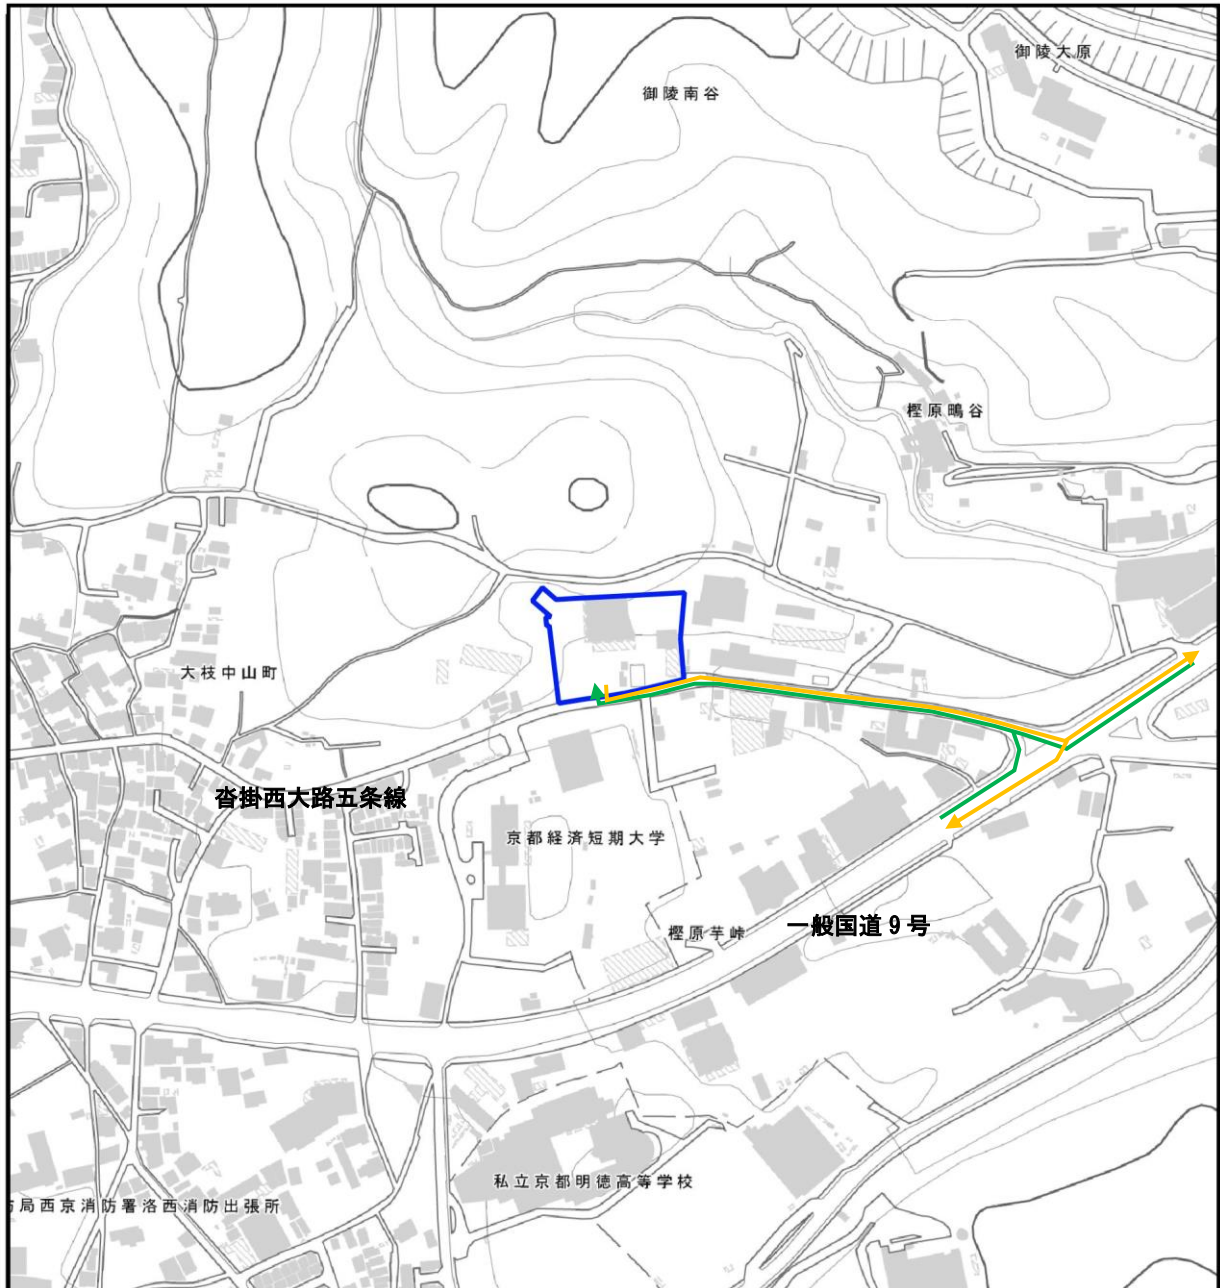 御陵大原
御陵南谷
樫原鴫谷
大枝中山町
沓掛西大路五条線
京都経済短期大学
樫原芋峠
一般国道9号
私立京都明徳高等学校
局西京消防署洛西消防出張所